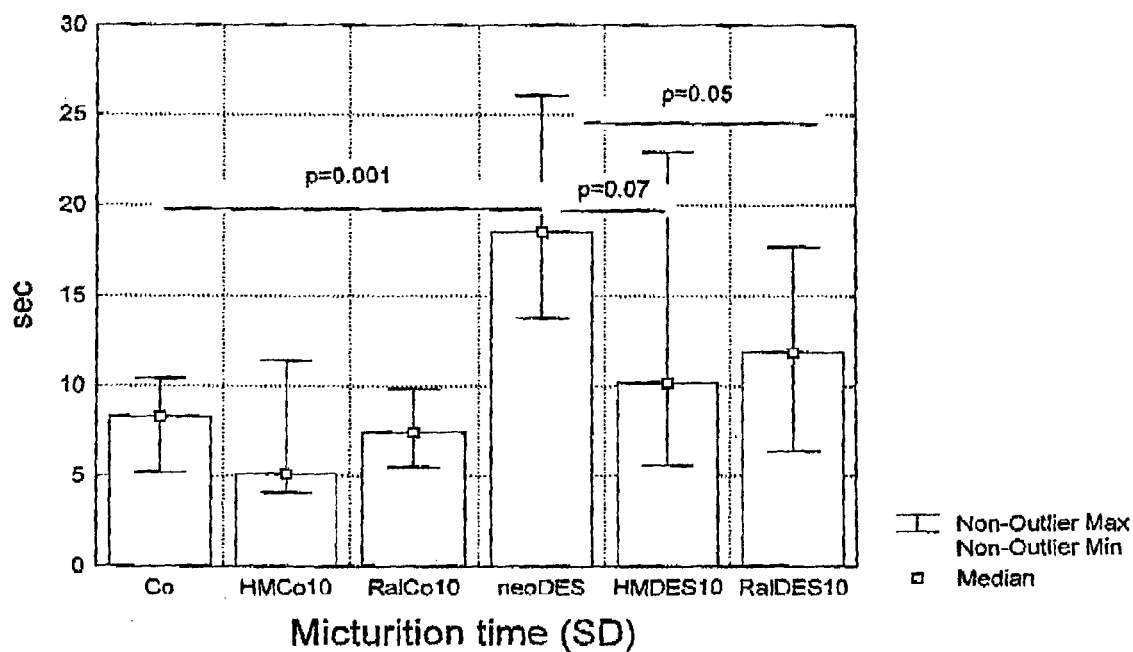 30
p=0.05
25
p=0.001
p=0.07
20
sec
15
10
5
0
Co HMCo10 RalCo10 neoDES HMDES10 RalDES10
Non-Outlier Max
Non-Outlier Min
Median
Micturition time (SD)